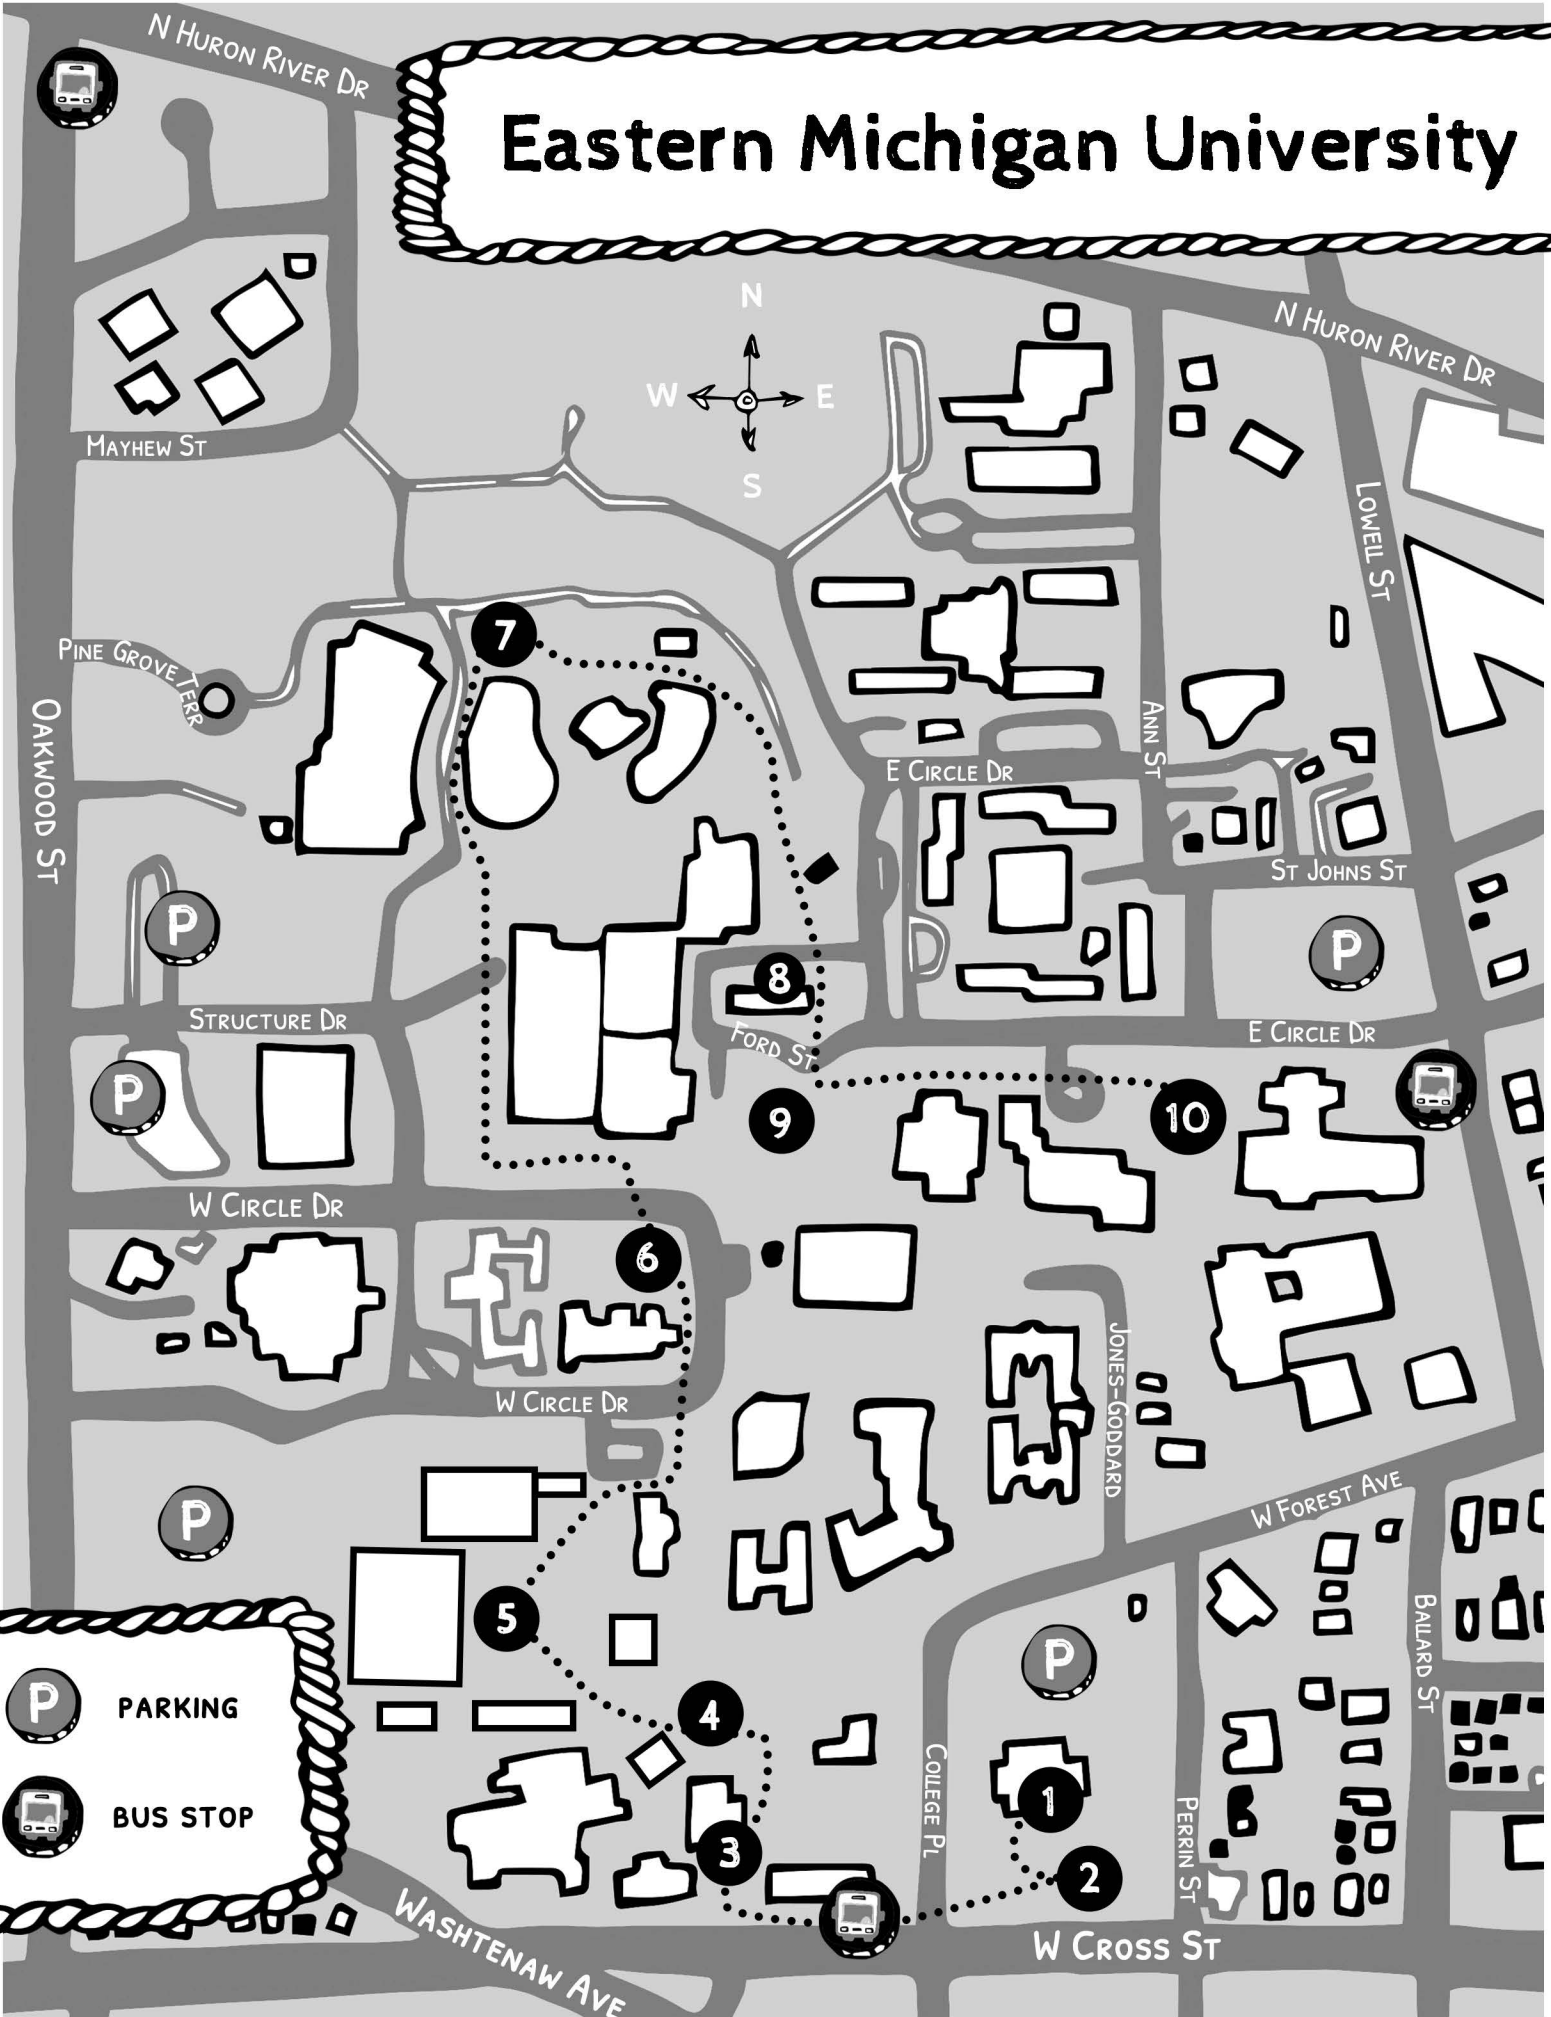 N Huron River Dr
Eastern Michigan University
N
W
E
S
N Huron River Dr
Mayhew St
Lowell St
7
Pine Grove Terr
Oakwood St
Ann St
E Circle Dr
St Johns St
P
P
8
Structure Dr
Ford St
E Circle Dr
P
9
10
W Circle Dr
6
Jones-Goddard
W Circle Dr
W Forest Ave
P
5
Ballard St
P
P
PARKING
4
College Pl
1
Perrin St
BUS STOP
3
2
Washtenaw Ave
W Cross St